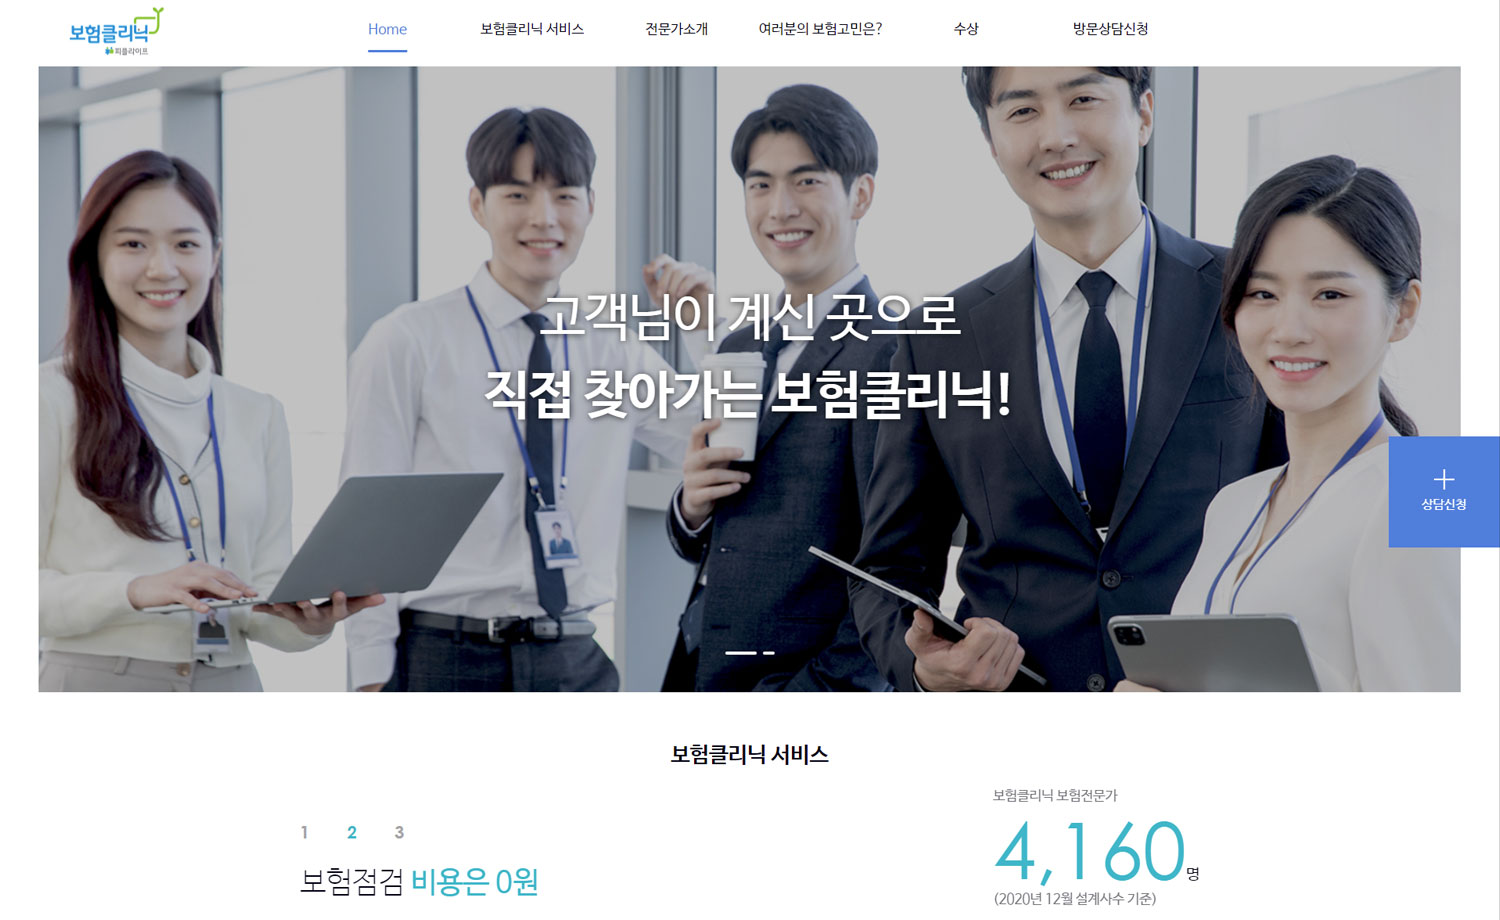 보험클리닉
피플라이프
Home
보험클리닉 서비스
전문가소개
여러분의 보험고민은?
수상
방문상담신청
고객님이 계신 곳으로
직접 찾아가는 보험클리닉!
상담신청
보험클리닉 서비스
보험클리닉 보험전문가
4,160명
(2020년 12월 설계사수 기준)
1 2 3
보험점검 비용은 0원